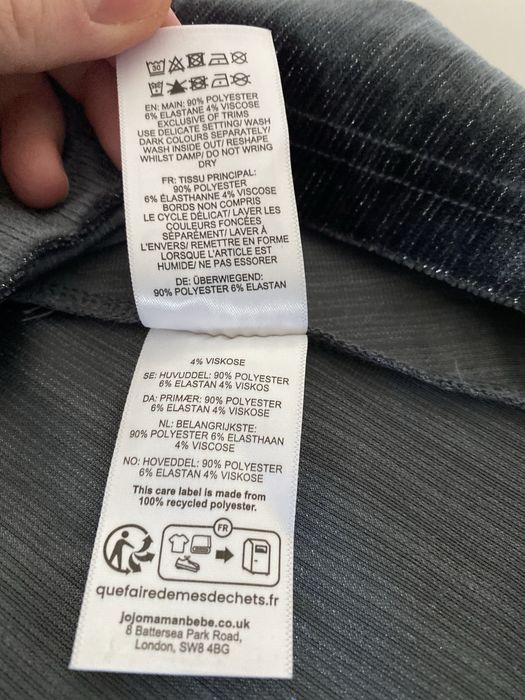 30
EN: MAIN: 90% POLYESTER
6% ELASTANE 4% VISCOSE
EXCLUSIVE OF TRIMS
USE DELICATE SETTING/ WASH
DARK COLOURS SEPARATELY/
WASH INSIDE OUT/ RESHAPE
WHILST DAMP/ DO NOT WRING
DRY
FR: TISSU PRINCIPAL:
90% POLYESTER
6% ÉLASTHANNE 4% VISCOSE
BORDS NON COMPRIS
LE CYCLE DÉLICAT/ LAVER LES
COULEURS FONCÉES
SÉPARÉMENT/ LAVER À
L'ENVERS/ REMETTRE EN FORME
LORSQUE L'ARTICLE EST
HUMIDE/ NE PAS ESSORER
DE: ÜBERWIEGEND:
90% POLYESTER 6% ELASTAN
4% VISKOSE
SE: HUVUDDEL: 90% POLYESTER
6% ELASTAN 4% VISKOS
DA: PRIMÆR: 90% POLYESTER
6% ELASTAN 4% VISKOSE
NL: BELANGRIJKSTE:
90% POLYESTER 6% ELASTHAAN
4% VISCOSE
NO: HOVEDDEL: 90% POLYESTER
6% ELASTAN 4% VISKOSE
This care label is made from
100% recycled polyester.
FR
quefairedemesdechets.fr
jojomamanbebe.co.uk
8 Battersea Park Road,
London, SW8 4BG